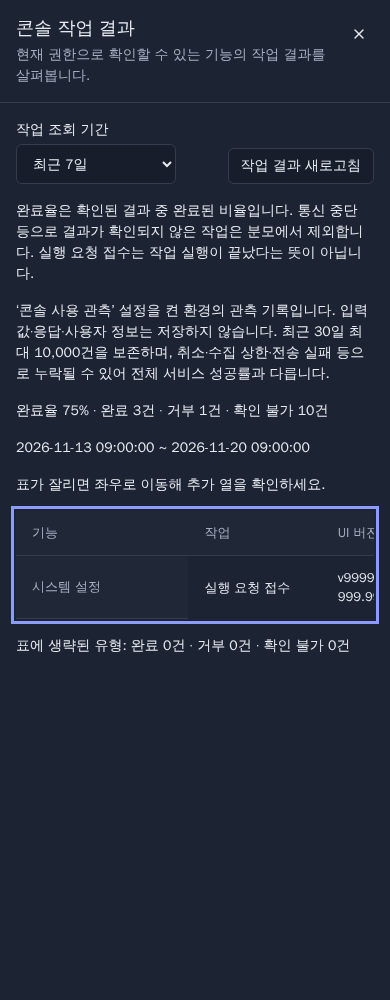 콘솔 작업 결과
현재 권한으로 확인할 수 있는 기능의 작업 결과를
살펴봅니다.
작업 조회 기간
최근 7일
작업 결과 새로고침
완료율은 확인된 결과 중 완료된 비율입니다. 통신 중단
등으로 결과가 확인되지 않은 작업은 분모에서 제외합니
다. 실행 요청 접수는 작업 실행이 끝났다는 뜻이 아닙니
다.
‘콘솔 사용 관측’ 설정을 켠 환경의 관측 기록입니다. 입력
값·응답·사용자 정보는 저장하지 않습니다. 최근 30일 최
대 10,000건을 보존하며, 취소·수집 상한·전송 실패 등으
로 누락될 수 있어 전체 서비스 성공률과 다릅니다.
완료율 75% · 완료 3건 · 거부 1건 · 확인 불가 10건
2026-11-13 09:00:00 ~ 2026-11-20 09:00:00
표가 잘리면 좌우로 이동해 추가 열을 확인하세요.
기능 작업 UI 버전
시스템 설정 실행 요청 접수 v9999
999.99
표에 생략된 유형: 완료 0건 · 거부 0건 · 확인 불가 0건